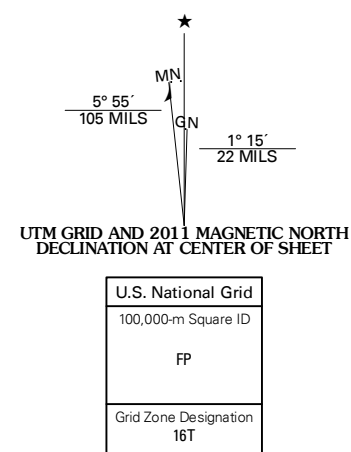 ★
M.N.
5° 55´
105 MILS
GN
1° 15´
22 MILS
UTM GRID AND 2011 MAGNETIC NORTH
DECLINATION AT CENTER OF SHEET
U.S. National Grid
100,000-m Square ID
FP
Grid Zone Designation
16T